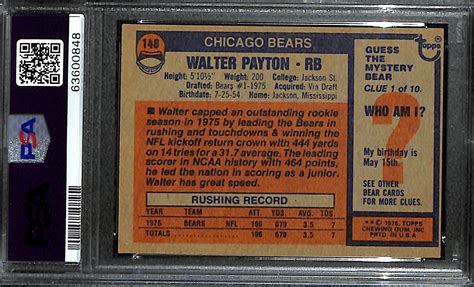 63600848
PSA
148
CHICAGO BEARS
WALTER PAYTON • RB
Height: 5'10½" Weight: 200 College: Jackson St.
Drafted: Bears #1-1975 Acquired: Via Draft
Birthdate: 7-25-54 Home: Jackson, Mississippi
Walter capped an outstanding rookie
season in 1975 by leading the Bears in
rushing and touchdowns & winning the
NFL kickoff return crown with 444 yards
on 14 tries for a 31.7 average. The leading
scorer in NCAA history with 464 points,
he led the nation in scoring as a junior.
Walter has great speed.
RUSHING RECORD
YEAR ATT. YDS. AVG. TDS
1975 BEARS NFL 196 679 3.5 7
TOTALS 196 679 3.5 7
GUESS
THE
MYSTERY
BEAR
Topps
CLUE 1 of 10.
WHO AM I?
?
My birthday is
May 15th.
SEE OTHER
BEAR CARDS
FOR MORE CLUES.
© 1976, TOPPS
CHEWING GUM, INC.
PRTD. IN U.S.A.